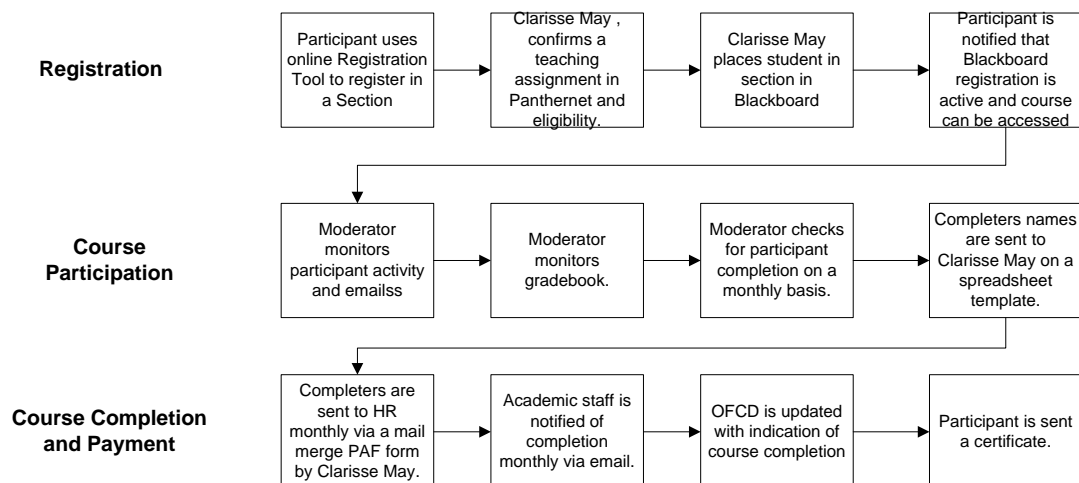 Registration
Participant uses
online Registration
Tool to register in
a Section
Clarisse May ,
confirms a
teaching
assignment in
Panthernet and
eligibility.
Clarisse May
places student in
section in
Blackboard
Participant is
notified that
Blackboard
registration is
active and course
can be accessed
Course
Participation
Moderator
monitors
participant activity
and emailss
Moderator
monitors
gradebook.
Moderator checks
for participant
completion on a
monthly basis.
Completers names
are sent to
Clarisse May on a
spreadsheet
template.
Course Completion
and Payment
Completers are
sent to HR
monthly via a mail
merge PAF form
by Clarisse May.
Academic staff is
notified of
completion
monthly via email.
OFCD is updated
with indication of
course completion
Participant is sent
a certificate.